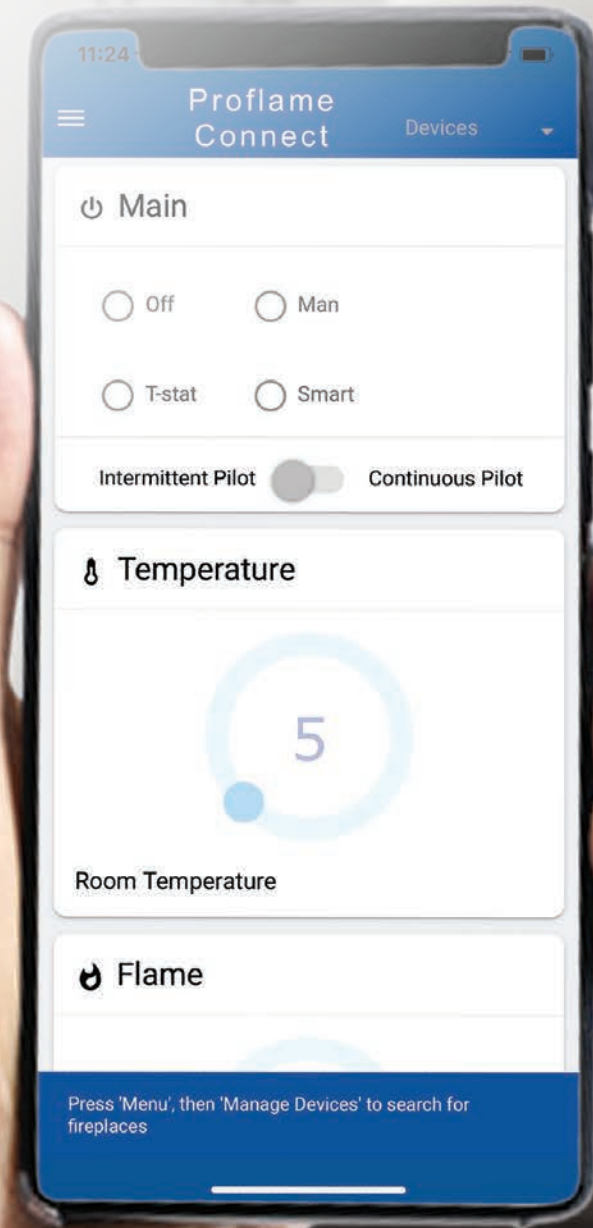 11:24
Proflame
Connect
Devices
Main
Off
Man
T-stat
Smart
Intermittent Pilot
Continuous Pilot
Temperature
5
Room Temperature
Flame
Press 'Menu', then 'Manage Devices' to search for
fireplaces